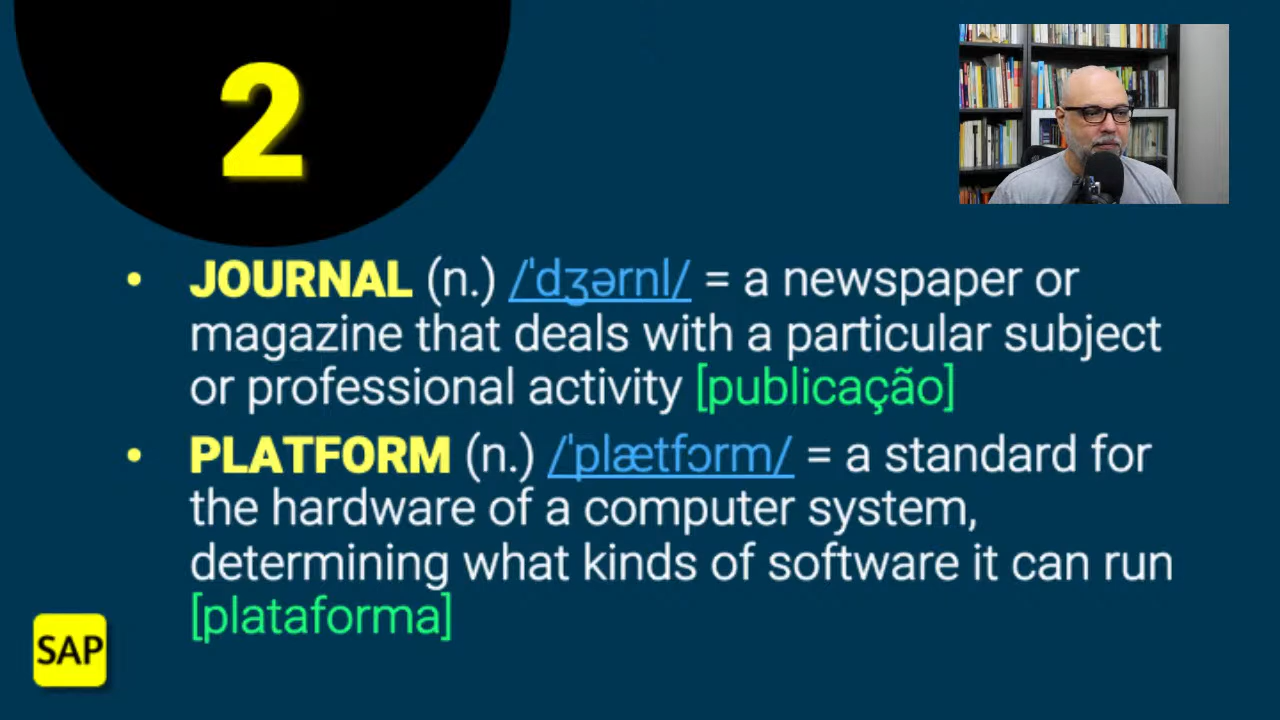 2
• JOURNAL (n.) /ˈdʒərnl/ = a newspaper or
magazine that deals with a particular subject
or professional activity [publicação]
• PLATFORM (n.) /ˈplætfɔrm/ = a standard for
the hardware of a computer system,
determining what kinds of software it can run
[plataforma]
SAP